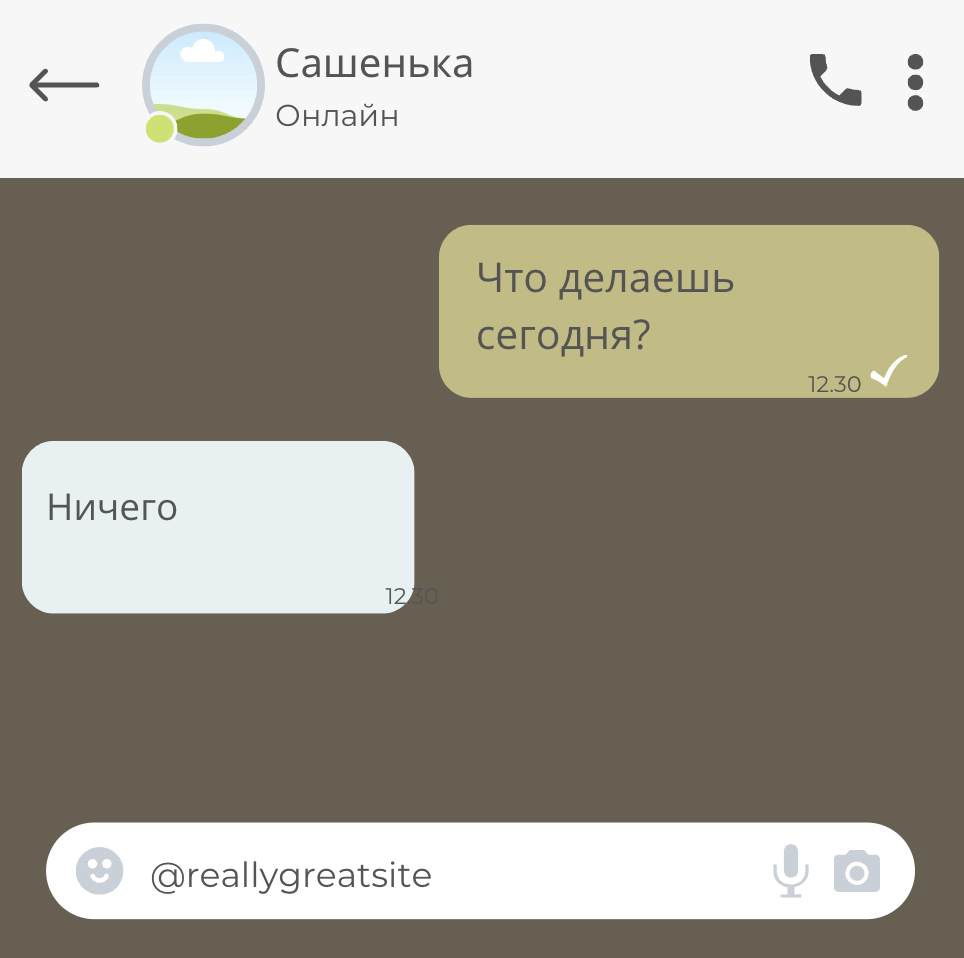 Сашенька
Онлайн
Что делаешь
сегодня?
12.30
Ничего
12.30
@reallygreatsite